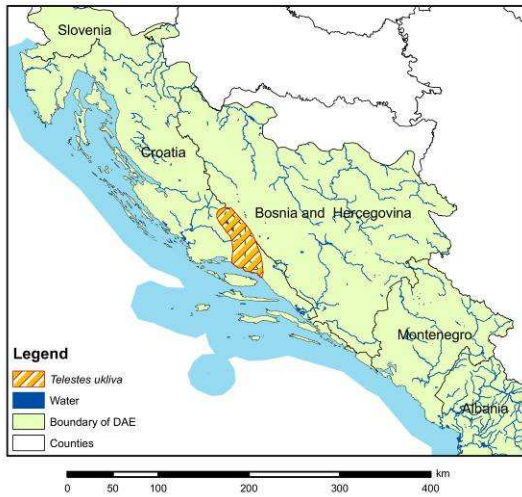 Slovenia
Croatia
Bosnia and Hercegovina
Montenegro
Albania
Legend
Telestes ukliva
Water
Boundary of DAE
Counties
km
0 50 100 200 300 400